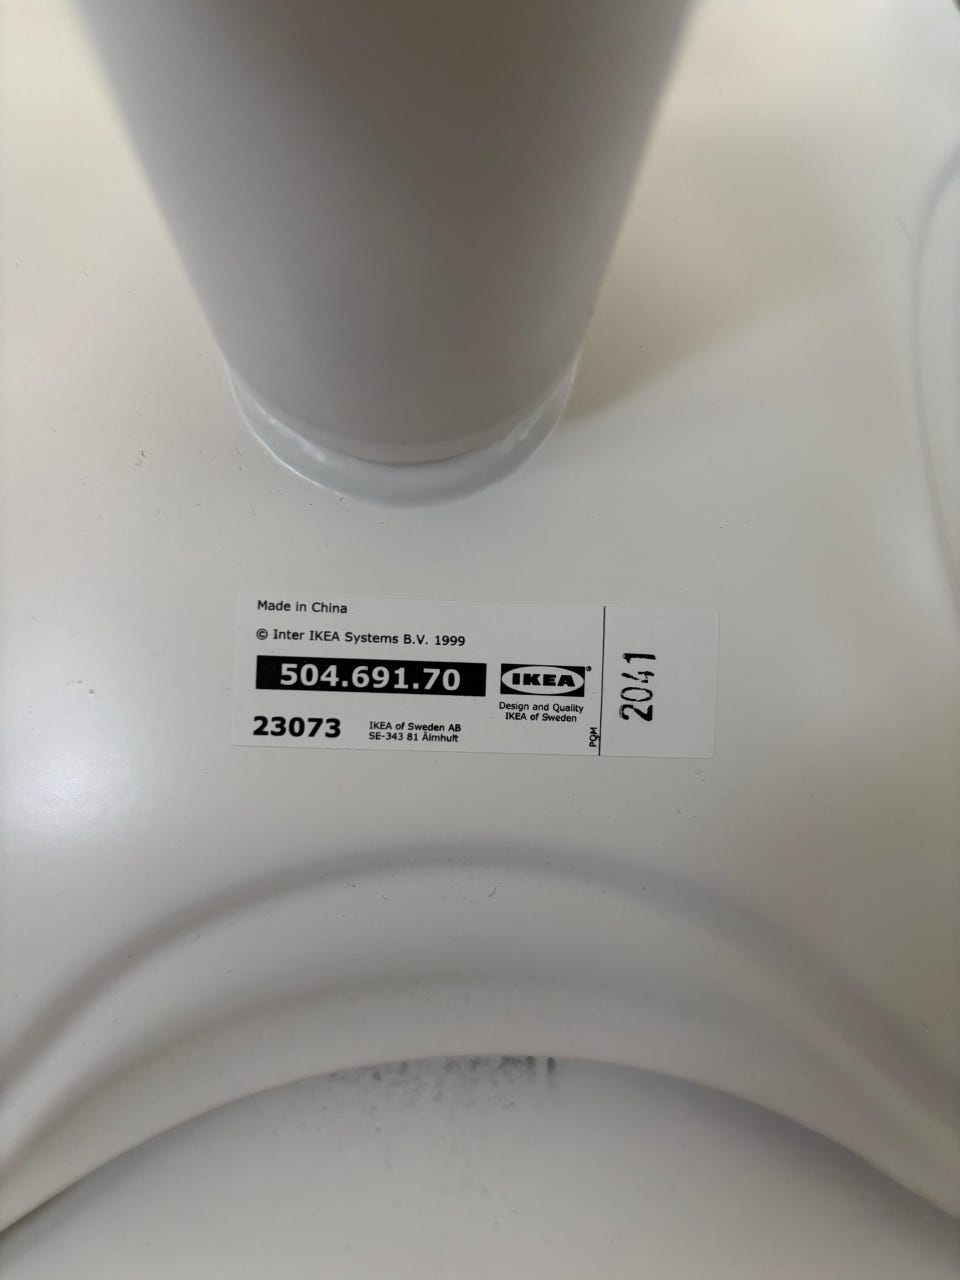 Made in China
© Inter IKEA Systems B.V. 1999
504.691.70
IKEA®
Design and Quality
IKEA of Sweden
23073
IKEA of Sweden AB
SE-343 81 Älmhult
PQM
2041